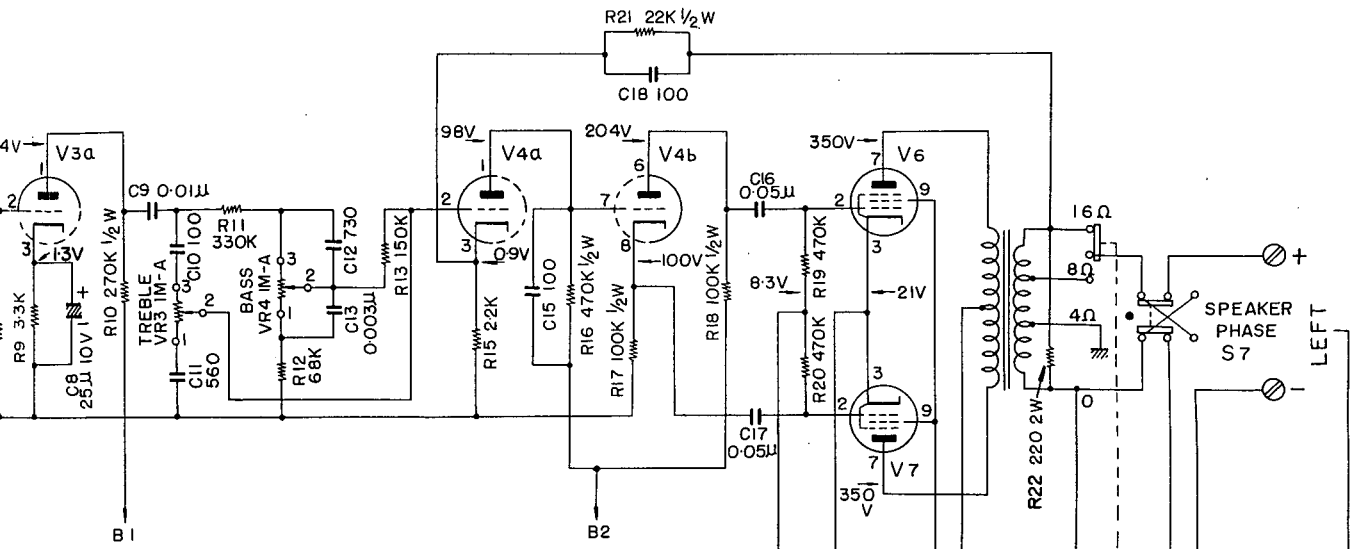 R21 22K ½W
C18 100
4V
V3a
1
2
3
1.3V
R9 3.3K
C8
25µ 10V
+
R10 270K ½W
C9 0.01µ
C10 100
TREBLE
VR3 1M-A
3
2
1
C11
560
R11
330K
BASS
VR4 1M-A
3
2
1
R12
68K
C12 730
C13
0.003µ
R13 150K
98V
V4a
1
2
3
0.9V
R15 2.2K
C15 100
R16 470K ½W
204V
V4b
6
7
8
100V
R17 100K ½W
R18 100K ½W
C16
0.05µ
C17
0.05µ
8.3V
R19 470K
R20 470K
350V
V6
7
9
2
3
21V
3
2
9
7
V7
350
V
16Ω
8Ω
4Ω
0
R22 220 2W
SPEAKER
PHASE
S7
+
-
LEFT
B1
B2